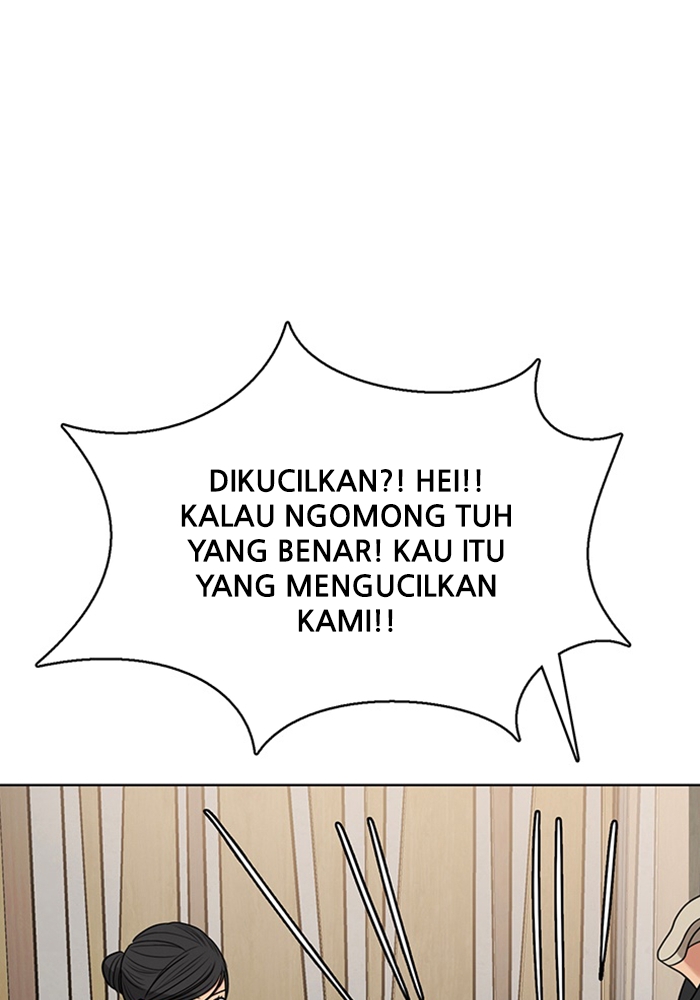 DIKUCILKAN?! HEI!!
KALAU NGOMONG TUH
YANG BENAR! KAU ITU
YANG MENGUCILKAN
KAMI!!